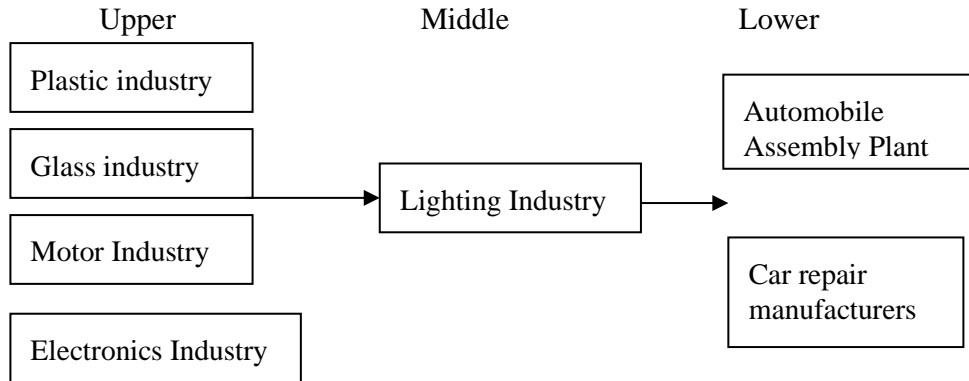 Upper Middle Lower
Plastic industry
Glass industry
Motor Industry
Electronics Industry
Lighting Industry
Automobile
Assembly Plant
Car repair
manufacturers